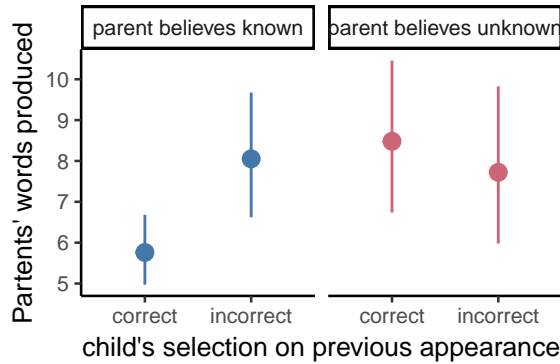 parent believes known
parent believes unknown
Partents' words produced
10
9
8
7
6
5
correct
incorrect
correct
incorrect
child's selection on previous appearance